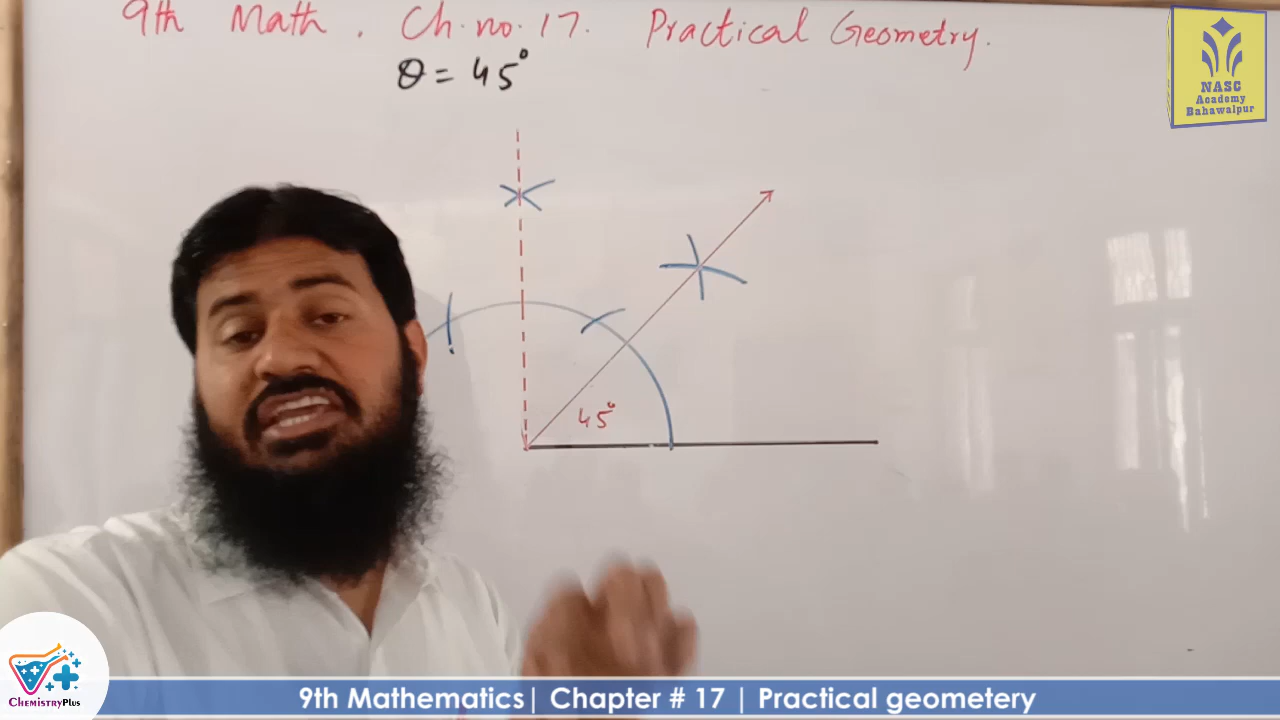 9th Math. Ch. no. 17. Practical Geometry.
θ = 45°
NASC
Academy
Bahawalpur
45°
CHEMISTRYPLUS
9th Mathematics| Chapter # 17 | Practical geometery